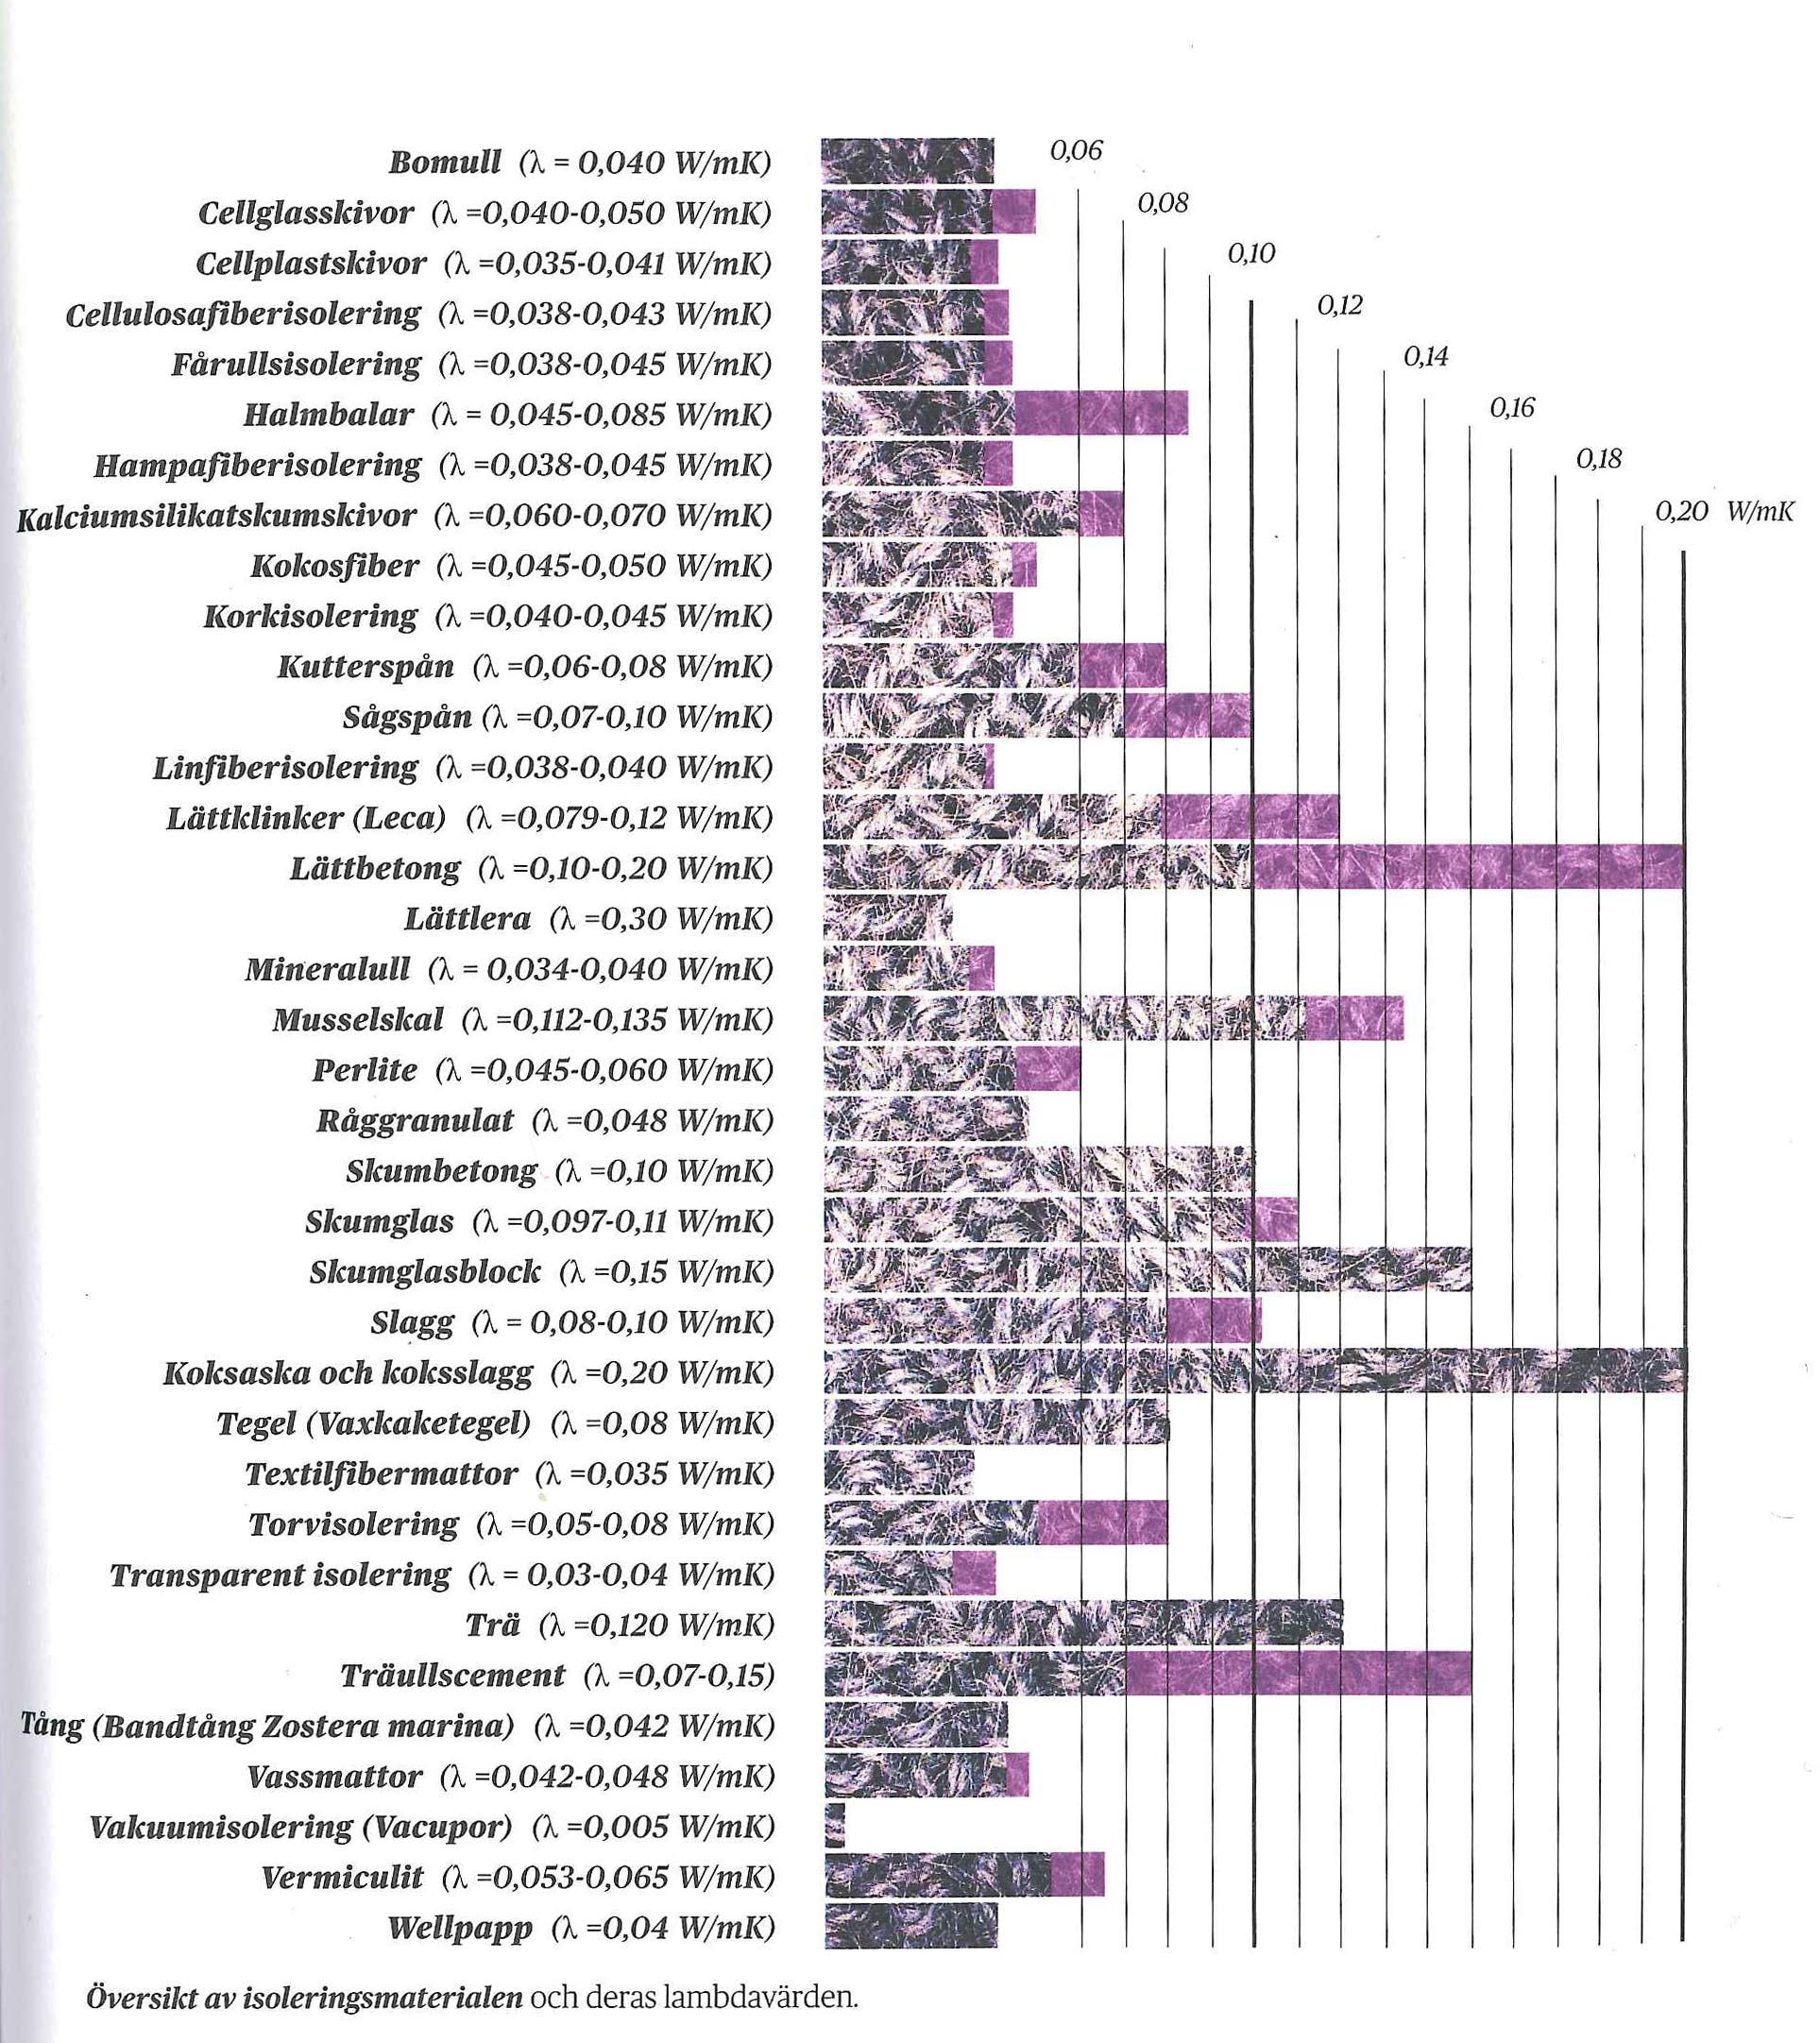 Bomull (λ = 0,040 W/mK)
0,06
Cellglasskivor (λ =0,040-0,050 W/mK)
0,08
Cellplastskivor (λ =0,035-0,041 W/mK)
0,10
Cellulosafiberisolering (λ =0,038-0,043 W/mK)
0,12
Fårullsisolering (λ =0,038-0,045 W/mK)
0,14
Halmbalar (λ = 0,045-0,085 W/mK)
0,16
Hampafiberisolering (λ =0,038-0,045 W/mK)
0,18
Kalciumsilikatskumskivor (λ =0,060-0,070 W/mK)
0,20 W/mK
Kokosfiber (λ =0,045-0,050 W/mK)
Korkisolering (λ =0,040-0,045 W/mK)
Kutterspån (λ =0,06-0,08 W/mK)
Sågspån (λ =0,07-0,10 W/mK)
Linfiberisolering (λ =0,038-0,040 W/mK)
Lättklinker (Leca) (λ =0,079-0,12 W/mK)
Lättbetong (λ =0,10-0,20 W/mK)
Lättlera (λ =0,30 W/mK)
Mineralull (λ = 0,034-0,040 W/mK)
Musselskal (λ =0,112-0,135 W/mK)
Perlite (λ =0,045-0,060 W/mK)
Råggranulat (λ =0,048 W/mK)
Skumbetong (λ =0,10 W/mK)
Skumglas (λ =0,097-0,11 W/mK)
Skumglasblock (λ =0,15 W/mK)
Slagg (λ = 0,08-0,10 W/mK)
Koksaska och koksslagg (λ =0,20 W/mK)
Tegel (Vaxkaketegel) (λ =0,08 W/mK)
Textilfibermattor (λ =0,035 W/mK)
Torvisolering (λ =0,05-0,08 W/mK)
Transparent isolering (λ = 0,03-0,04 W/mK)
Trä (λ =0,120 W/mK)
Träullscement (λ =0,07-0,15)
Tång (Bandtång Zostera marina) (λ =0,042 W/mK)
Vassmattor (λ =0,042-0,048 W/mK)
Vakuumisolering (Vacupor) (λ =0,005 W/mK)
Vermiculit (λ =0,053-0,065 W/mK)
Wellpapp (λ =0,04 W/mK)
Översikt av isoleringsmaterialen och deras lambdavärden.